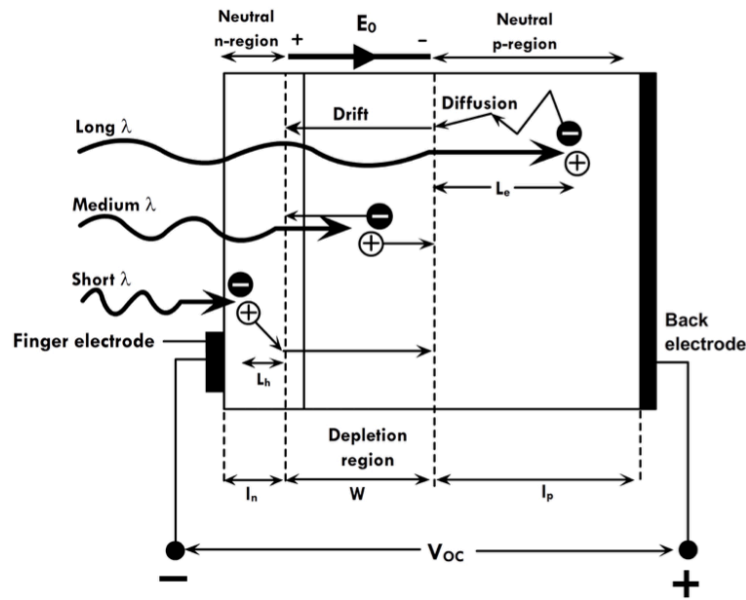 Neutral
n-region
+
E₀
−
Neutral
p-region
Long λ
Drift
Diffusion
−
+
Lₑ
Medium λ
−
+
Short λ
−
+
Finger electrode
Lₕ
Back
electrode
Depletion
region
lₙ
W
lₚ
V_OC
−
+